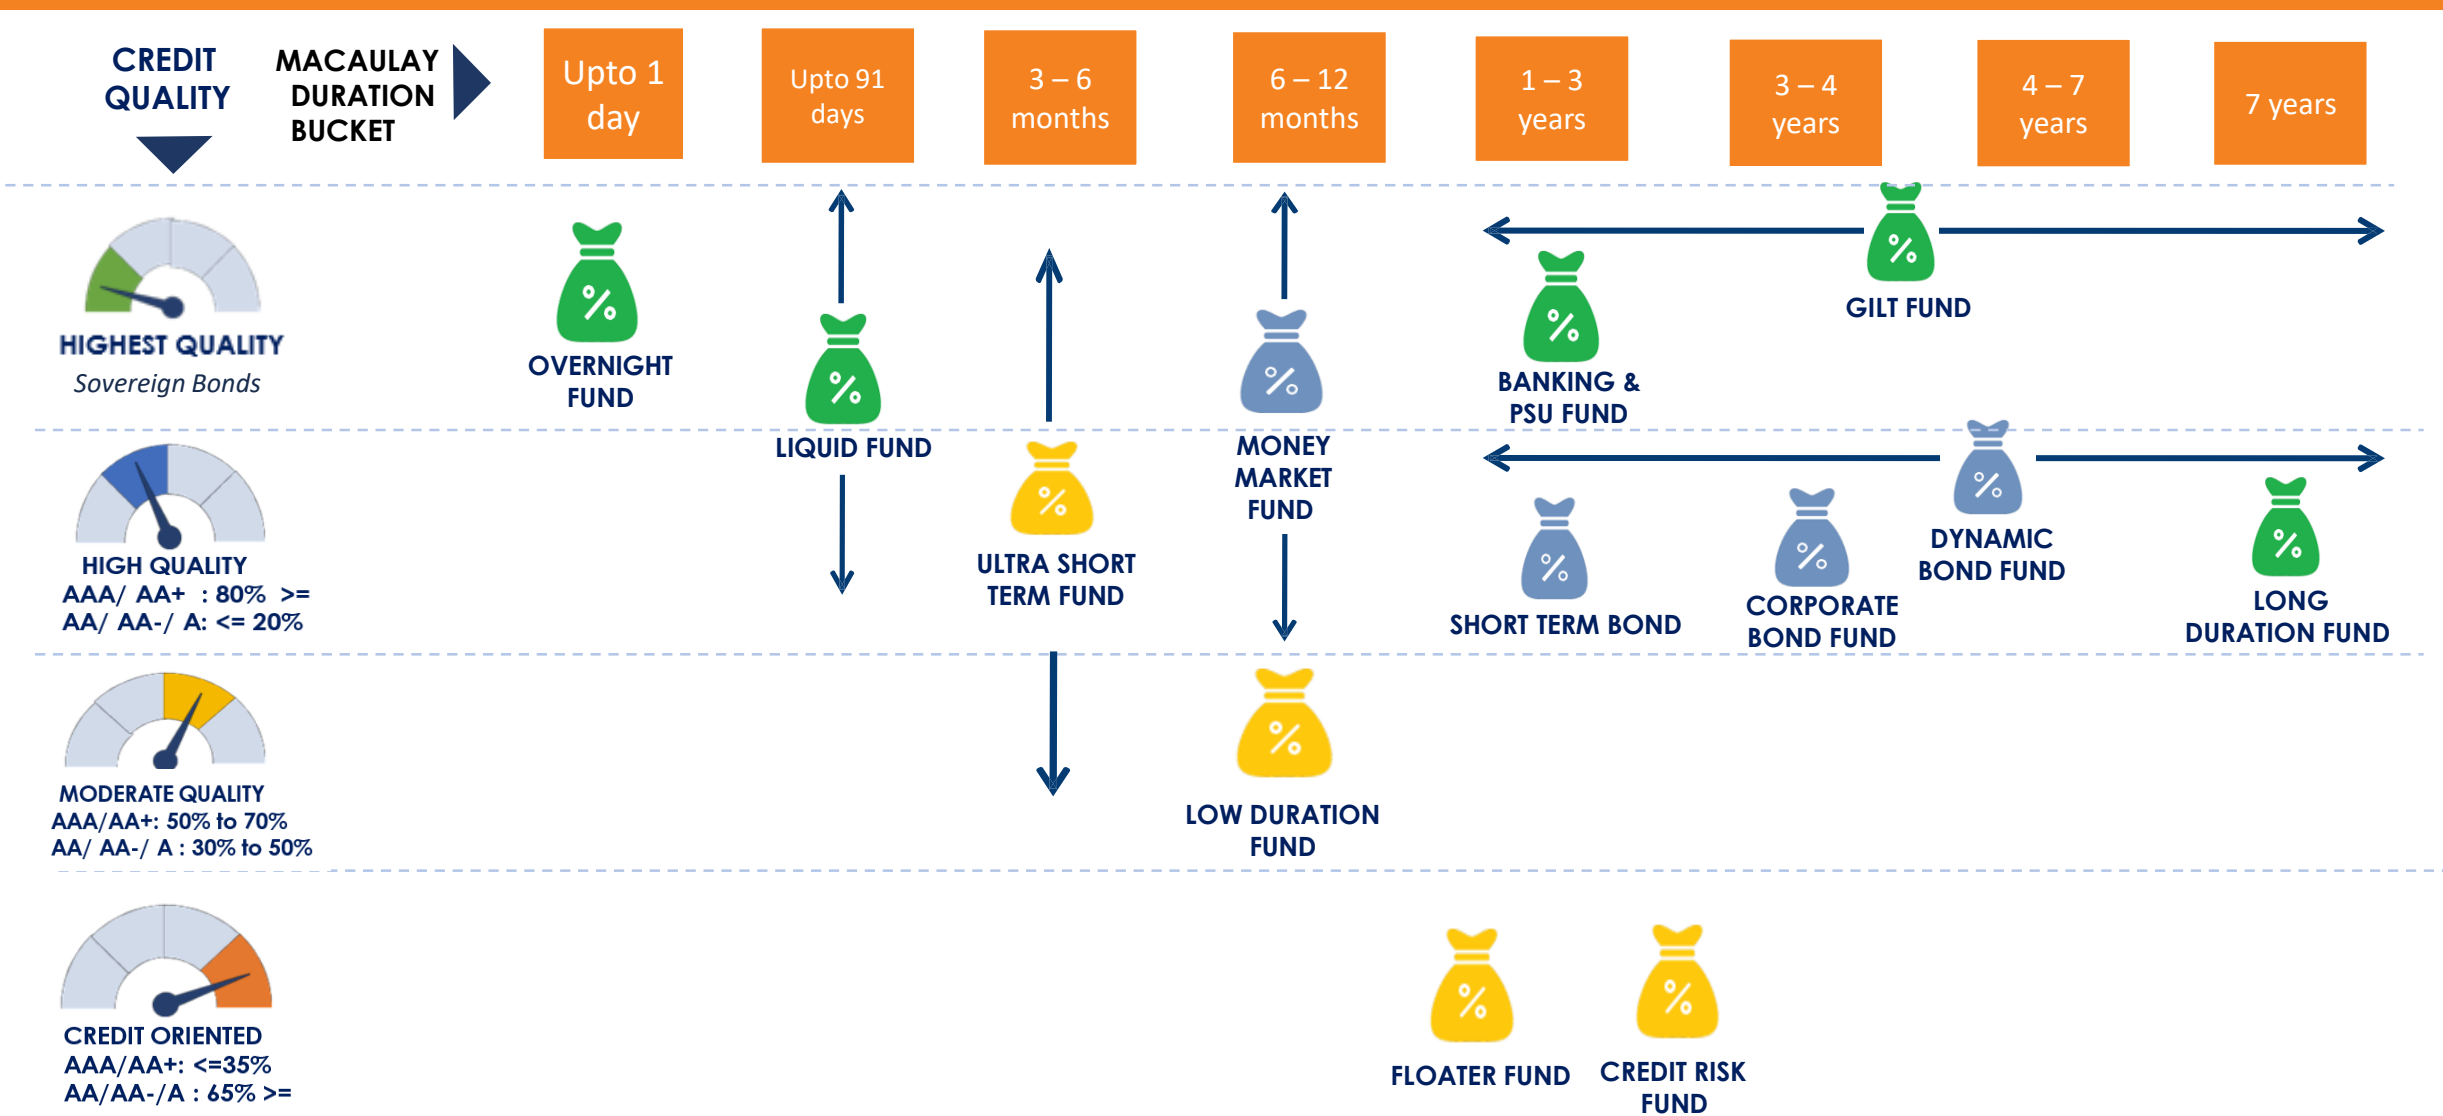 CREDIT
QUALITY
MACAULAY
DURATION
BUCKET
Upto 1
day
Upto 91
days
3 – 6
months
6 – 12
months
1 – 3
years
3 – 4
years
4 – 7
years
7 years
HIGHEST QUALITY
Sovereign Bonds
%
OVERNIGHT
FUND
%
LIQUID FUND
%
MONEY
MARKET
FUND
%
BANKING &
PSU FUND
%
GILT FUND
HIGH QUALITY
AAA/ AA+ : 80% >=
AA/ AA-/ A: <= 20%
%
ULTRA SHORT
TERM FUND
%
SHORT TERM BOND
%
CORPORATE
BOND FUND
%
DYNAMIC
BOND FUND
%
LONG
DURATION FUND
MODERATE QUALITY
AAA/AA+: 50% to 70%
AA/ AA-/ A : 30% to 50%
%
LOW DURATION
FUND
CREDIT ORIENTED
AAA/AA+: <=35%
AA/AA-/A : 65% >=
%
FLOATER FUND
%
CREDIT RISK
FUND